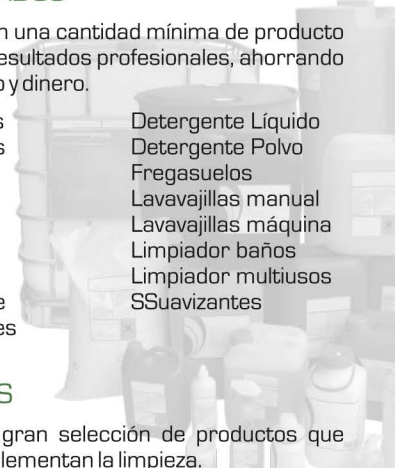 n una cantidad mínima de producto
esultados profesionales, ahorrando
o y dinero.
s
s
e
es
Detergente Líquido
Detergente Polvo
Fregasuelos
Lavavajillas manual
Lavavajillas máquina
Limpiador baños
Limpiador multiusos
SSuavizantes
S
gran selección de productos que
lementan la limpieza.